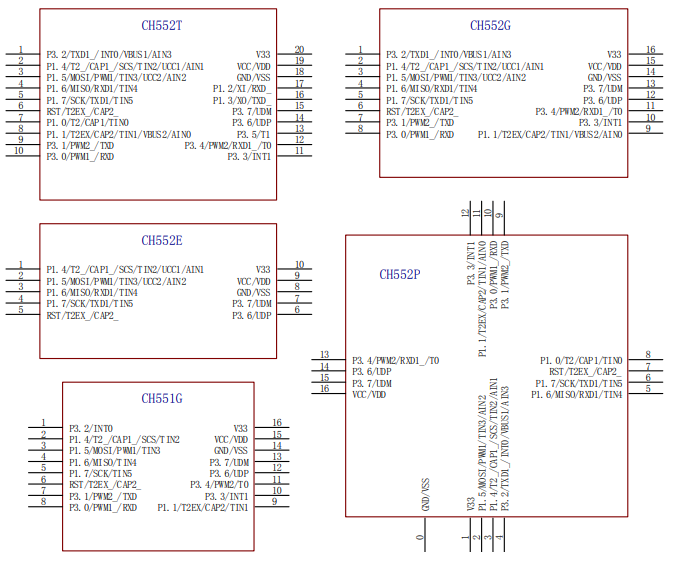 CH552T
1 P3.2/TXD1_/INT0/VBUS1/AIN3 V33 20
2 P1.4/T2_/CAP1_/SCS/TIN2/UCC1/AIN1 VCC/VDD 19
3 P1.5/MOSI/PWM1/TIN3/UCC2/AIN2 GND/VSS 18
4 P1.6/MISO/RXD1/TIN4 P1.2/XI/RXD_ 17
5 P1.7/SCK/TXD1/TIN5 P1.3/XO/TXD_ 16
6 RST/T2EX_/CAP2_ P3.7/UDM 15
7 P1.0/T2/CAP1/TIN0 P3.6/UDP 14
8 P1.1/T2EX/CAP2/TIN1/VBUS2/AIN0 P3.5/T1 13
9 P3.1/PWM2_/TXD P3.4/PWM2/RXD1_/T0 12
10 P3.0/PWM1_/RXD P3.3/INT1 11
CH552G
1 P3.2/TXD1_/INT0/VBUS1/AIN3 V33 16
2 P1.4/T2_/CAP1_/SCS/TIN2/UCC1/AIN1 VCC/VDD 15
3 P1.5/MOSI/PWM1/TIN3/UCC2/AIN2 GND/VSS 14
4 P1.6/MISO/RXD1/TIN4 P3.7/UDM 13
5 P1.7/SCK/TXD1/TIN5 P3.6/UDP 12
6 RST/T2EX_/CAP2_ P3.4/PWM2/RXD1_/T0 11
7 P3.1/PWM2_/TXD P3.3/INT1 10
8 P3.0/PWM1_/RXD P1.1/T2EX/CAP2/TIN1/VBUS2/AIN0 9
CH552E
1 P1.4/T2_/CAP1_/SCS/TIN2/UCC1/AIN1 V33 10
2 P1.5/MOSI/PWM1/TIN3/UCC2/AIN2 VCC/VDD 9
3 P1.6/MISO/RXD1/TIN4 GND/VSS 8
4 P1.7/SCK/TXD1/TIN5 P3.7/UDM 7
5 RST/T2EX_/CAP2_ P3.6/UDP 6
CH552P
12 P3.3/INT1
11 P1.1/T2EX/CAP2/TIN1/AIN0
10 P3.0/PWM1_/RXD
9 P3.1/PWM2_/TXD
13 P3.4/PWM2/RXD1_/T0 P1.0/T2/CAP1/TIN0 8
14 P3.6/UDP RST/T2EX_/CAP2_ 7
15 P3.7/UDM P1.7/SCK/TXD1/TIN5 6
16 VCC/VDD P1.6/MISO/RXD1/TIN4 5
GND/VSS 0
V33 1
P1.5/MOSI/PWM1/TIN3/AIN2 2
P1.4/T2_/CAP1_/SCS/TIN2/AIN1 3
P3.2/TXD1_/INT0/VBUS1/AIN3 4
CH551G
1 P3.2/INT0 V33 16
2 P1.4/T2_/CAP1_/SCS/TIN2 VCC/VDD 15
3 P1.5/MOSI/PWM1/TIN3 GND/VSS 14
4 P1.6/MISO/TIN4 P3.7/UDM 13
5 P1.7/SCK/TIN5 P3.6/UDP 12
6 RST/T2EX_/CAP2_ P3.4/PWM2/T0 11
7 P3.1/PWM2_/TXD P3.3/INT1 10
8 P3.0/PWM1_/RXD P1.1/T2EX/CAP2/TIN1 9